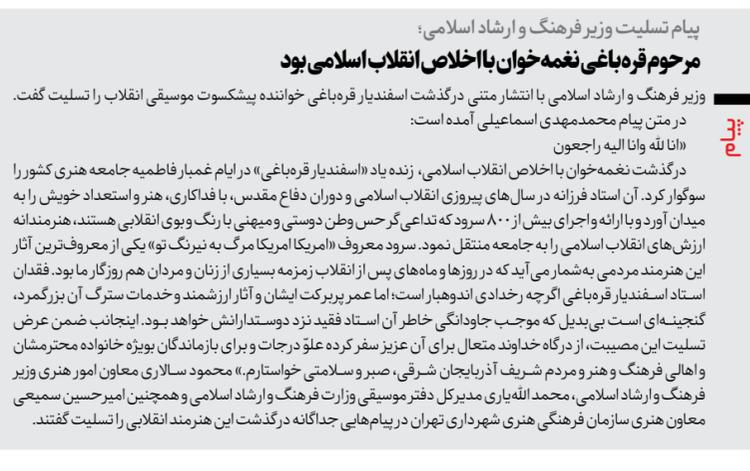 پیام تسلیت وزیر فرهنگ و ارشاد اسلامی؛
مرحوم قره‌باغی نغمه‌خوان با اخلاص انقلاب اسلامی بود
پیام
وزیر فرهنگ و ارشاد اسلامی با انتشار متنی درگذشت اسفندیار قره‌باغی خواننده پیشکسوت موسیقی انقلاب را تسلیت گفت.
در متن پیام محمدمهدی اسماعیلی آمده است:
«انا لله وانا الیه راجعون
درگذشت نغمه‌خوان با اخلاص انقلاب اسلامی، زنده یاد «اسفندیار قره‌باغی» در ایام غمبار فاطمیه جامعه هنری کشور را
سوگوار کرد. آن استاد فرزانه در سال‌های پیروزی انقلاب اسلامی و دوران دفاع مقدس، با فداکاری، هنر و استعداد خویش را به
میدان آورد و با ارائه و اجرای بیش از ۸۰۰ سرود که تداعی‌گر حس وطن دوستی و میهنی با رنگ و بوی انقلابی هستند، هنرمندانه
ارزش‌های انقلاب اسلامی را به جامعه منتقل نمود. سرود معروف «امریکا امریکا مرگ به نیرنگ تو» یکی از معروف‌ترین آثار
این هنرمند مردمی به‌شمار می‌آید که در روزها و ماه‌های پس از انقلاب زمزمه بسیاری از زنان و مردان هم روزگار ما بود. فقدان
استاد اسفندیار قره‌باغی اگرچه رخدادی اندوهبار است؛ اما عمر پربرکت ایشان و آثار ارزشمند و خدمات سترگ آن بزرگمرد،
گنجینه‌ای است بی‌بدیل که موجب جاودانگی خاطر آن استاد فقید نزد دوستدارانش خواهد بود. اینجانب ضمن عرض
تسلیت این مصیبت، از درگاه خداوند متعال برای آن عزیز سفر کرده علوّ درجات و برای بازماندگان بویژه خانواده محترمشان
و اهالی فرهنگ و هنر و مردم شریف آذربایجان شرقی، صبر و سلامتی خواستارم.» محمود سالاری معاون امور هنری وزیر
فرهنگ و ارشاد اسلامی، محمد الله‌یاری مدیرکل دفتر موسیقی وزارت فرهنگ و ارشاد اسلامی و همچنین امیرحسین سمیعی
معاون هنری سازمان فرهنگی هنری شهرداری تهران در پیام‌هایی جداگانه درگذشت این هنرمند انقلابی را تسلیت گفتند.